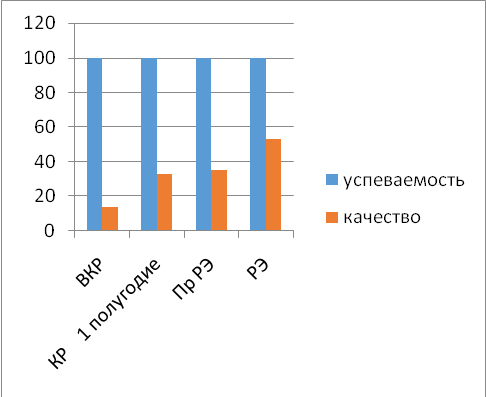 120
100
80
60
40
20
0
ВКР
КР 1 полугодие
Пр РЭ
РЭ
успеваемость
качество